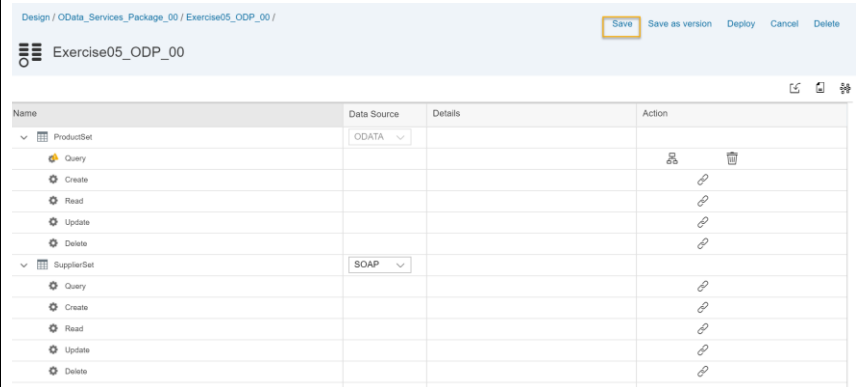 Design / OData_Services_Package_00 / Exercise05_ODP_00 /
Save Save as version Deploy Cancel Delete
Exercise05_ODP_00
Name Data Source Details Action
ProductSet ODATA
Query
Create
Read
Update
Delete
SupplierSet SOAP
Query
Create
Read
Update
Delete